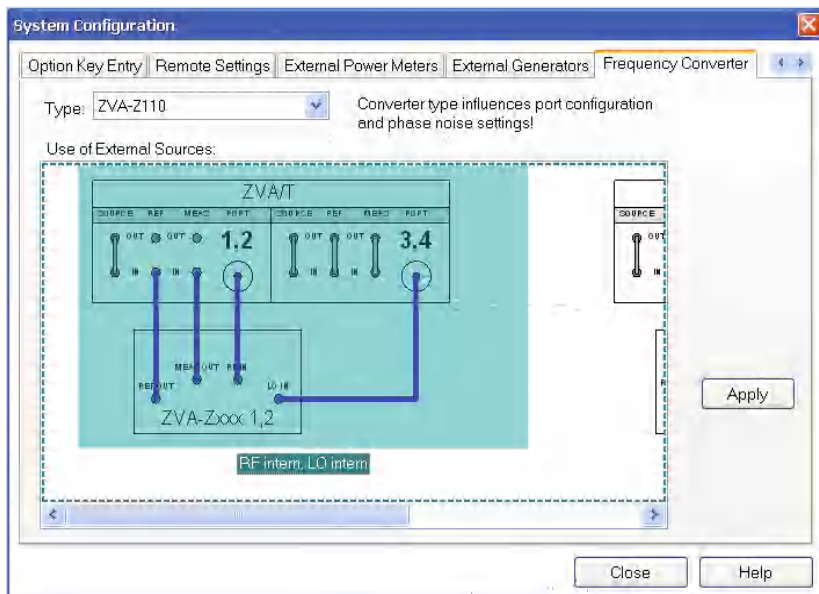 System Configuration
Option Key Entry
Remote Settings
External Power Meters
External Generators
Frequency Converter
Type: ZVA-Z110
Converter type influences port configuration
and phase noise settings!
Use of External Sources:
ZVA/T
SOURCE REF MEAS PORT SOURCE REF MEAS PORT SOURCE
OUT OUT 1,2 OUT OUT 3,4 OUT
IN IN IN IN IN
MEAS OUT RF IN
REF OUT LO IN
ZVA-Zxxx 1,2
RF intern, LO intern
Apply
Close
Help